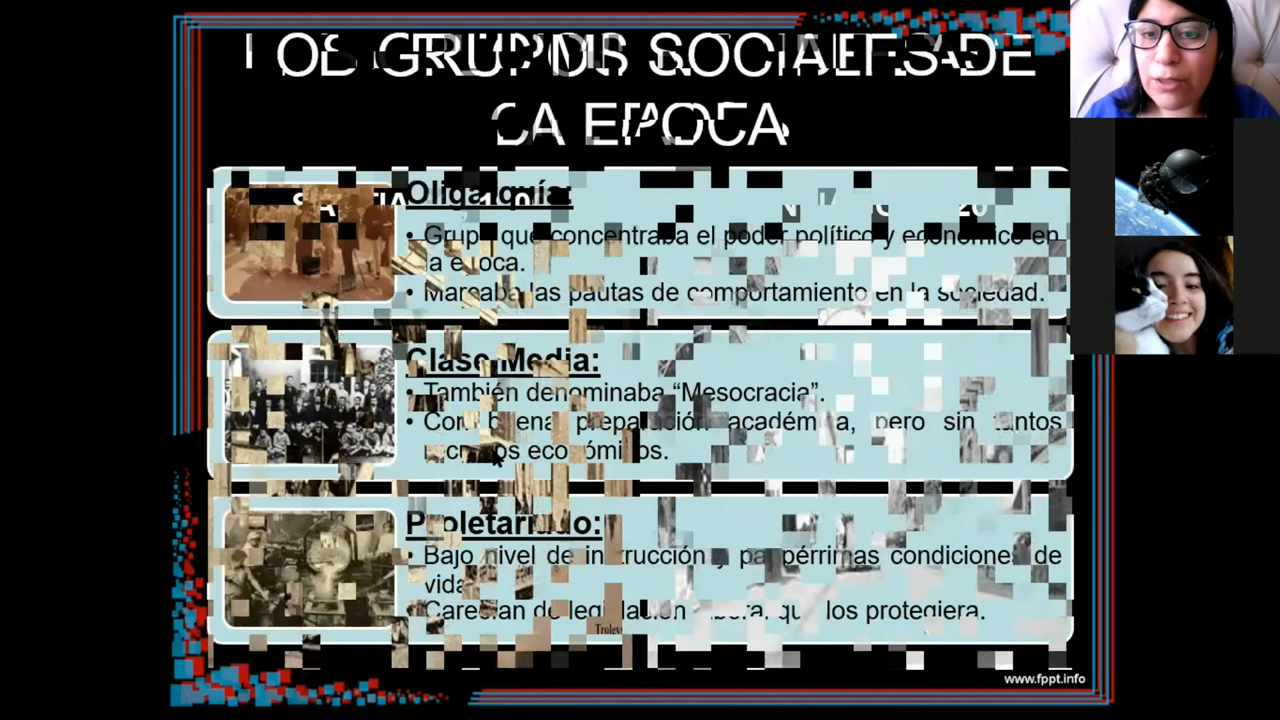 LOS GRUPOS SOCIALES DE
LA EPOCA
Oligarquía:
• Grupo que concentraba el poder político y económico en
la época.
• Marcaba las pautas de comportamiento en la sociedad.
Clase Media:
• También denominaba “Mesocracia”.
• Con buena preparación académica, pero sin tantos
recursos económicos.
Proletariado:
• Bajo nivel de instrucción y paupérrimas condiciones de
vida
• Carecían de legislación laboral que los protegiera.
www.fppt.info